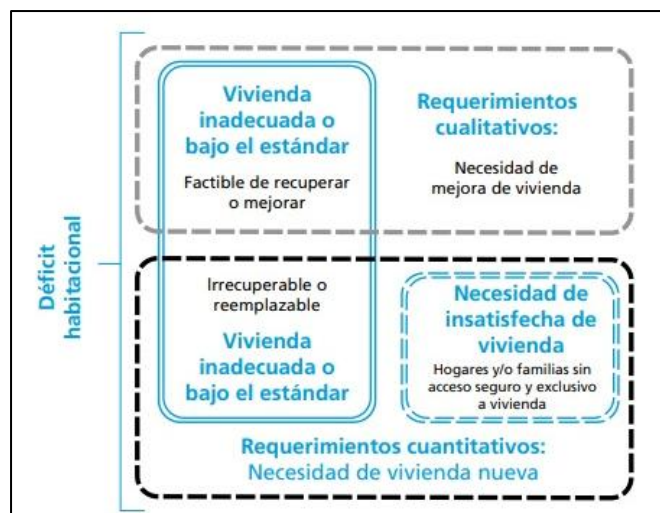 Déficit
habitacional
Vivienda
inadecuada o
bajo el estándar
Factible de recuperar
o mejorar
Requerimientos
cualitativos:
Necesidad de
mejora de vivienda
Irrecuperable o
reemplazable
Vivienda
inadecuada o
bajo el estándar
Necesidad de
insatisfecha de
vivienda
Hogares y/o familias sin
acceso seguro y exclusivo
a vivienda
Requerimientos cuantitativos:
Necesidad de vivienda nueva